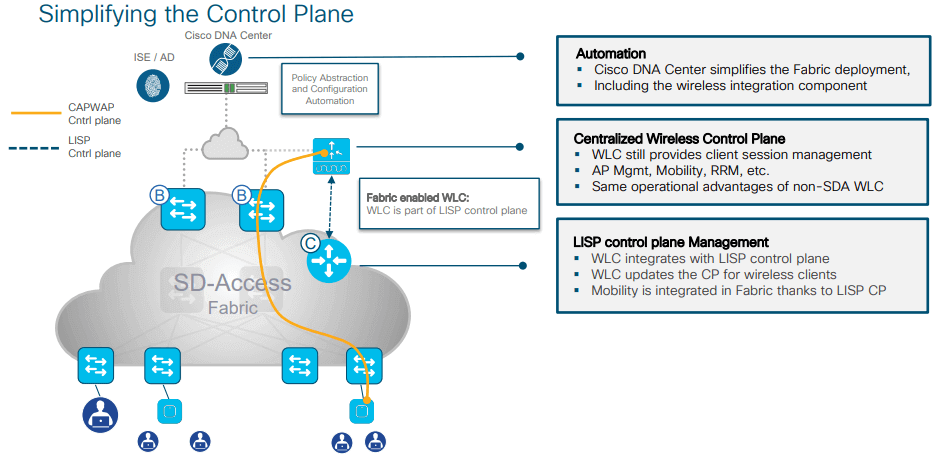 Simplifying the Control Plane
Cisco DNA Center
ISE / AD
Policy Abstraction
and Configuration
Automation
CAPWAP
Cntrl plane
LISP
Cntrl plane
B
B
Fabric enabled WLC:
WLC is part of LISP control plane
C
SD-Access
Fabric
Automation
▪ Cisco DNA Center simplifies the Fabric deployment,
▪ Including the wireless integration component
Centralized Wireless Control Plane
▪ WLC still provides client session management
▪ AP Mgmt, Mobility, RRM, etc.
▪ Same operational advantages of non-SDA WLC
LISP control plane Management
▪ WLC integrates with LISP control plane
▪ WLC updates the CP for wireless clients
▪ Mobility is integrated in Fabric thanks to LISP CP